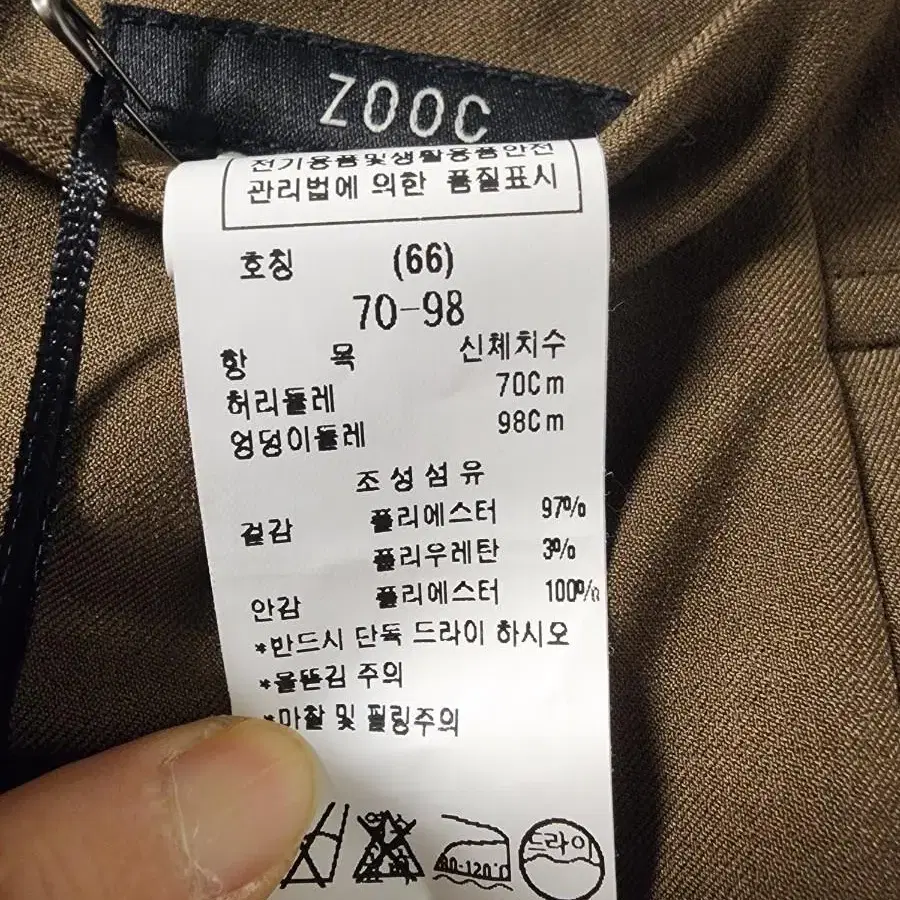 ZOOC
전기용품및생활용품안전
관리법에 의한 품질표시
호칭 (66)
70-98
항 목 신체치수
허리둘레 70Cm
엉덩이둘레 98Cm
조성섬유
겉감 폴리에스터 97%
폴리우레탄 3%
안감 폴리에스터 100%
*반드시 단독 드라이 하시오
*올뜯김 주의
*마찰 및 필링주의
드라이